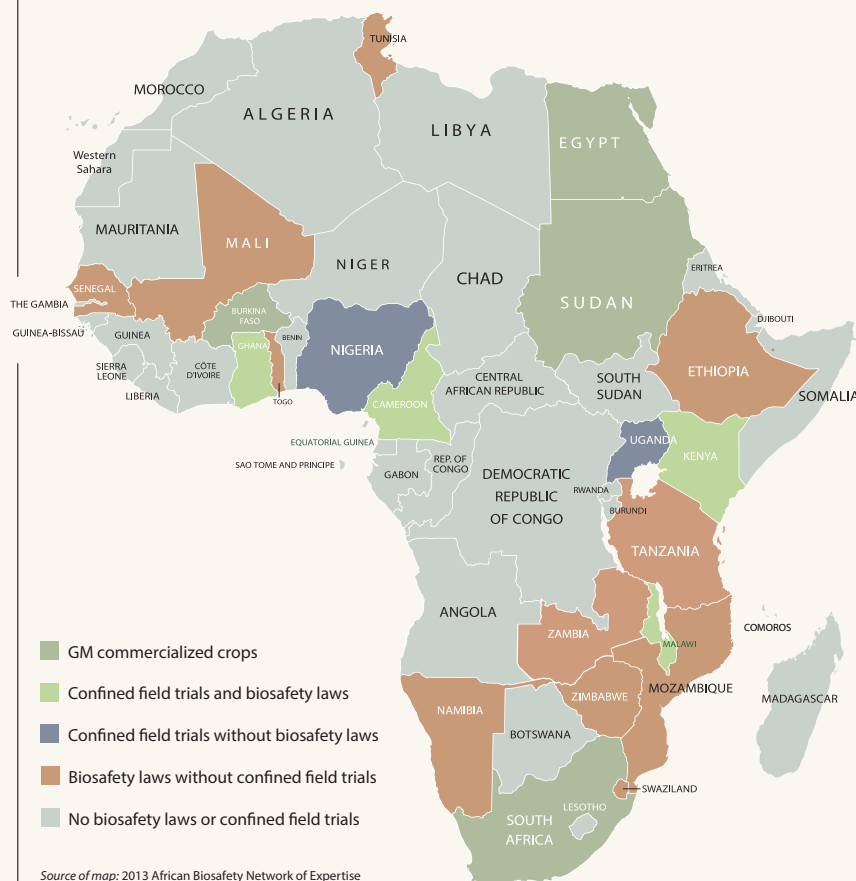 TUNISIA
MOROCCO
ALGERIA
LIBYA
EGYPT
Western
Sahara
MAURITANIA
MALI
NIGER
CHAD
SUDAN
ERITREA
SENEGAL
THE GAMBIA
BURKINA
FASO
DJIBOUTI
GUINEA-BISSAU
GUINEA
GHANA
BENIN
NIGERIA
SIERRA
LEONE
CÔTE
D'IVOIRE
LIBERIA
TOGO
CAMEROON
CENTRAL
AFRICAN REPUBLIC
SOUTH
SUDAN
ETHIOPIA
SOMALIA
EQUATORIAL GUINEA
UGANDA
KENYA
SAO TOME AND PRINCIPE
GABON
REP. OF
CONGO
DEMOCRATIC
REPUBLIC
OF CONGO
RWANDA
BURUNDI
TANZANIA
ANGOLA
ZAMBIA
MALAWI
COMOROS
MOZAMBIQUE
MADAGASCAR
NAMIBIA
ZIMBABWE
BOTSWANA
SWAZILAND
LESOTHO
SOUTH
AFRICA
GM commercialized crops
Confined field trials and biosafety laws
Confined field trials without biosafety laws
Biosafety laws without confined field trials
No biosafety laws or confined field trials
Source of map: 2013 African Biosafety Network of Expertise